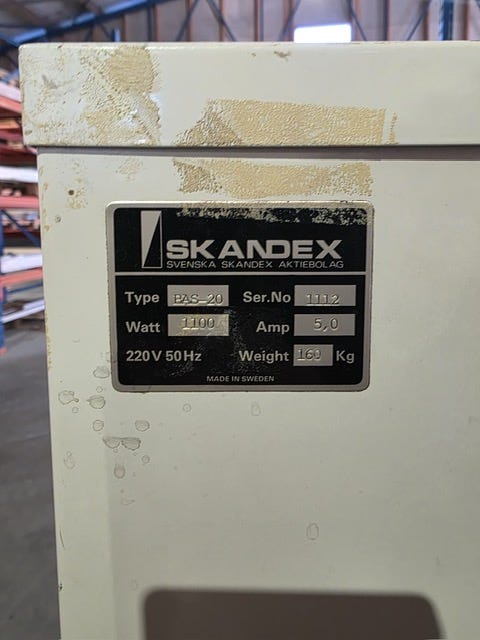 SKANDEX
SVENSKA SKANDEX AKTIEBOLAG
Type PAS-20 Ser.No 1112
Watt 1100 Amp 5,0
220V 50Hz Weight 160 Kg
MADE IN SWEDEN